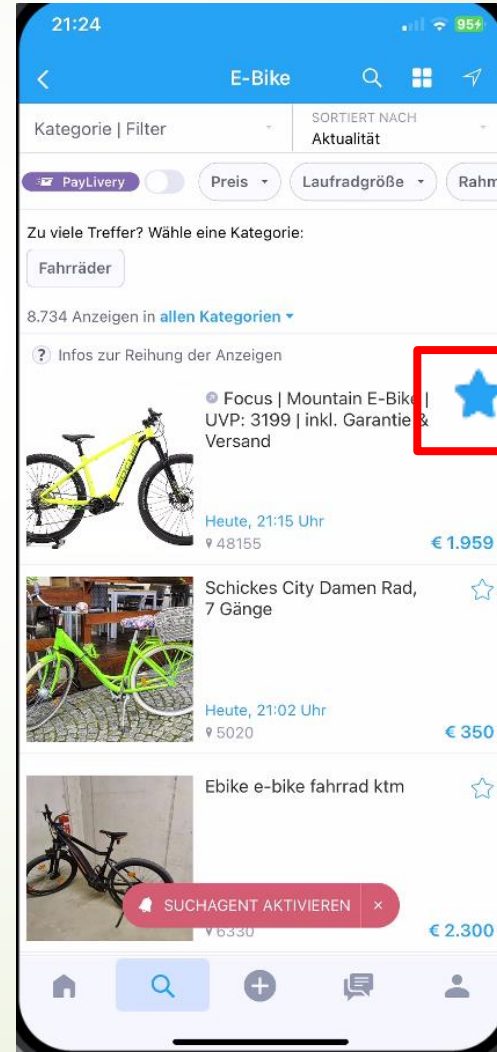 21:24
95
E-Bike
Kategorie | Filter
SORTIERT NACH
Aktualität
PayLivery
Preis
Laufradgröße
Rahm
Zu viele Treffer? Wähle eine Kategorie:
Fahrräder
8.734 Anzeigen in allen Kategorien
? Infos zur Reihung der Anzeigen
Focus | Mountain E-Bike |
UVP: 3199 | inkl. Garantie &
Versand
Heute, 21:15 Uhr
48155
€ 1.959
Schickes City Damen Rad,
7 Gänge
Heute, 21:02 Uhr
5020
€ 350
Ebike e-bike fahrrad ktm
SUCHAGENT AKTIVIEREN ×
6330
€ 2.300